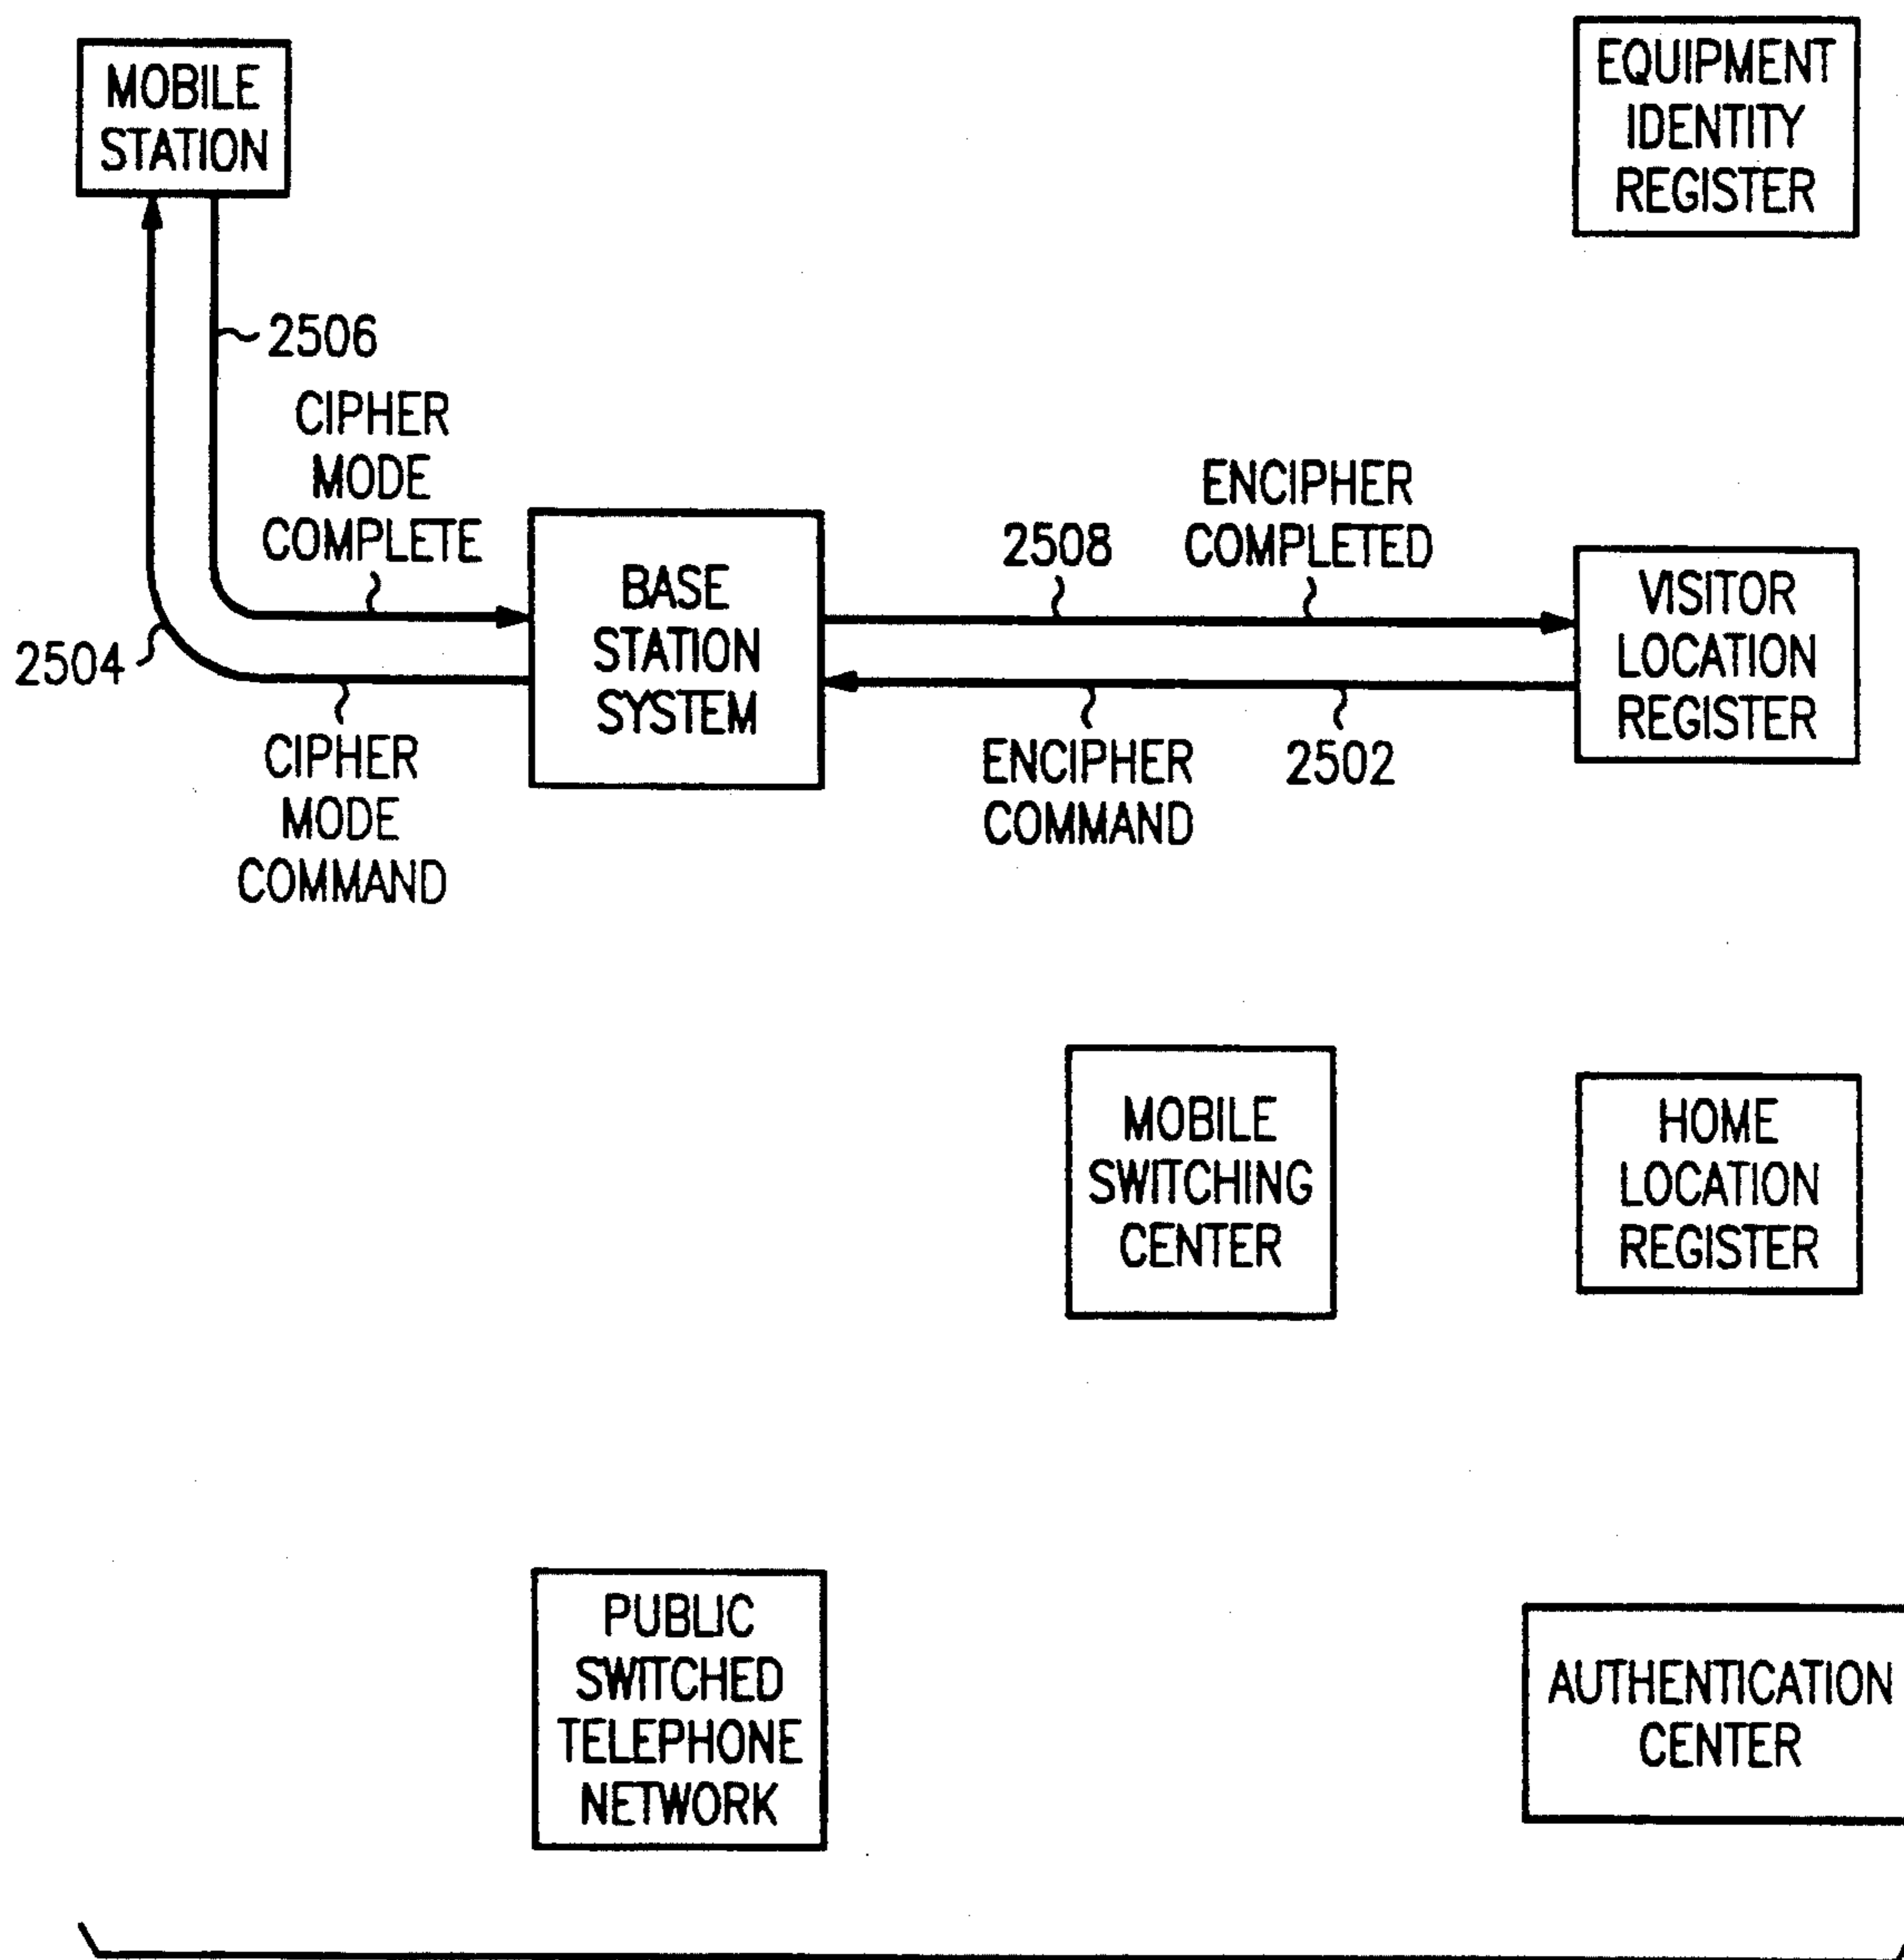 MOBILE
STATION
EQUIPMENT
IDENTITY
REGISTER
2506
CIPHER
MODE
COMPLETE
2504
CIPHER
MODE
COMMAND
BASE
STATION
SYSTEM
2508
ENCIPHER
COMPLETED
ENCIPHER
COMMAND
2502
VISITOR
LOCATION
REGISTER
MOBILE
SWITCHING
CENTER
HOME
LOCATION
REGISTER
PUBLIC
SWITCHED
TELEPHONE
NETWORK
AUTHENTICATION
CENTER